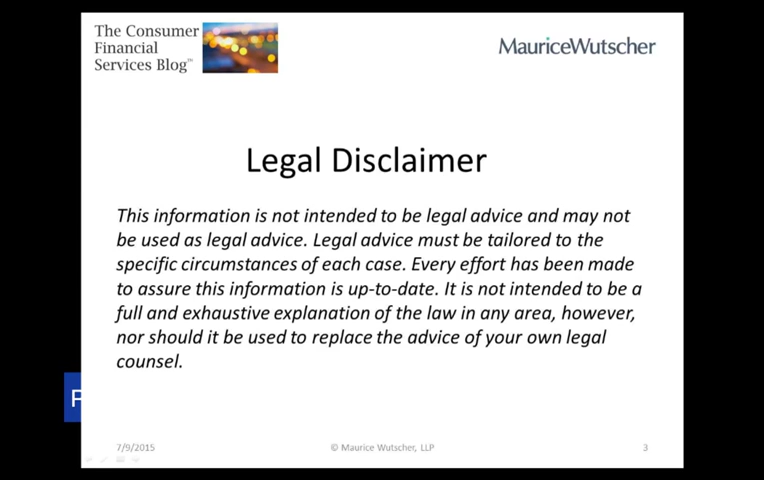 The Consumer
Financial
Services Blog™
MauriceWutscher
Legal Disclaimer
This information is not intended to be legal advice and may not
be used as legal advice. Legal advice must be tailored to the
specific circumstances of each case. Every effort has been made
to assure this information is up-to-date. It is not intended to be a
full and exhaustive explanation of the law in any area, however,
nor should it be used to replace the advice of your own legal
counsel.
7/9/2015
© Maurice Wutscher, LLP
3